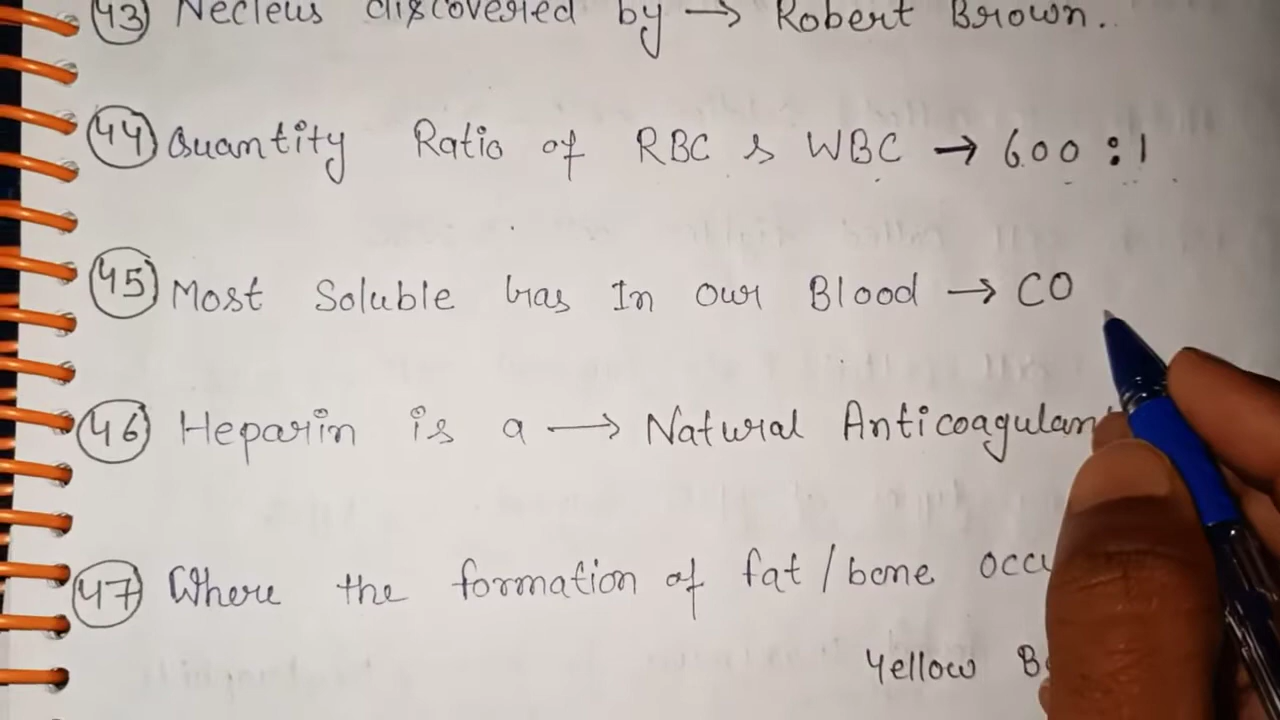 43 Necleus discovered by → Robert Brown..
44 Quantity Ratio of RBC & WBC → 600 : 1
45 Most Soluble Gas In our Blood → CO
46 Heparin is a → Natural Anticoagulan
47 Where the formation of fat / bone occu
Yellow B